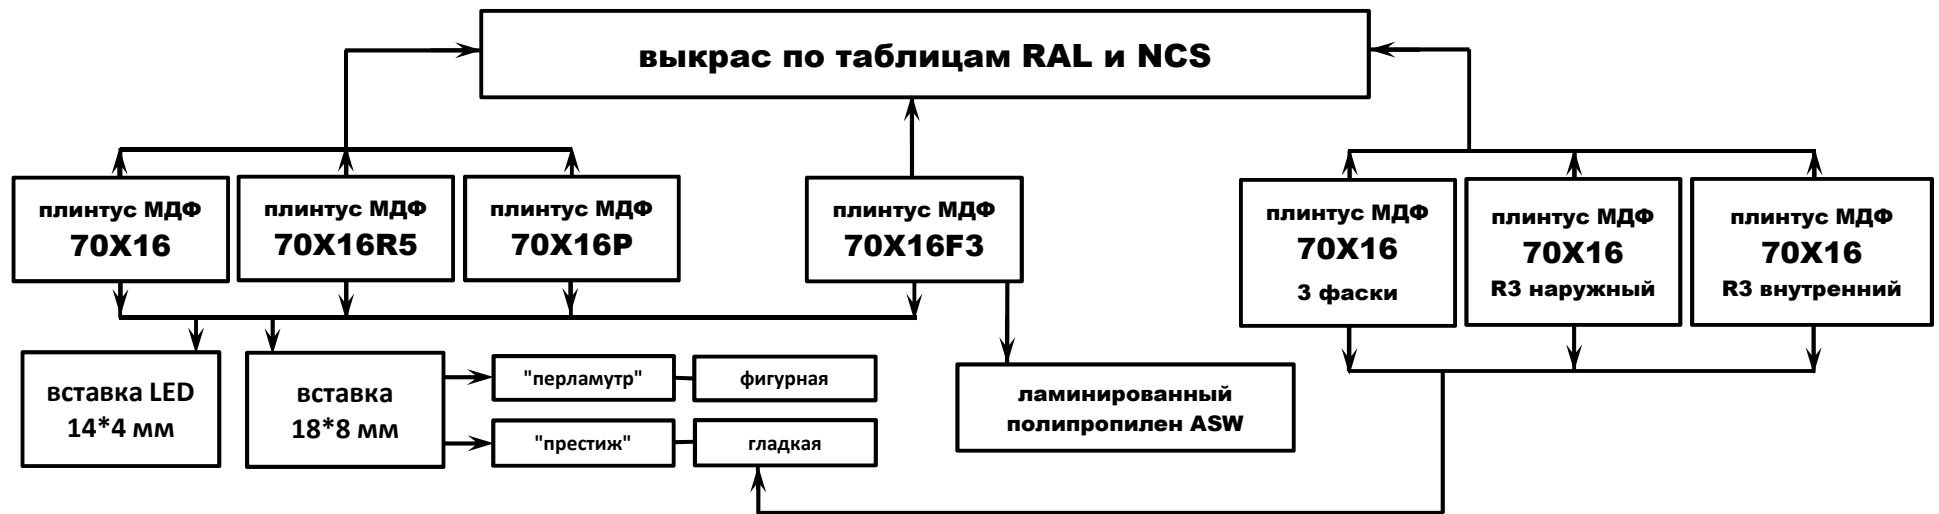 выкрас по таблицам RAL и NCS
плинтус МДФ
70X16
плинтус МДФ
70X16R5
плинтус МДФ
70X16P
плинтус МДФ
70X16F3
плинтус МДФ
70X16
3 фаски
плинтус МДФ
70X16
R3 наружный
плинтус МДФ
70X16
R3 внутренний
вставка LED
14*4 мм
вставка
18*8 мм
"перламутр"
фигурная
"престиж"
гладкая
ламинированный
полипропилен ASW